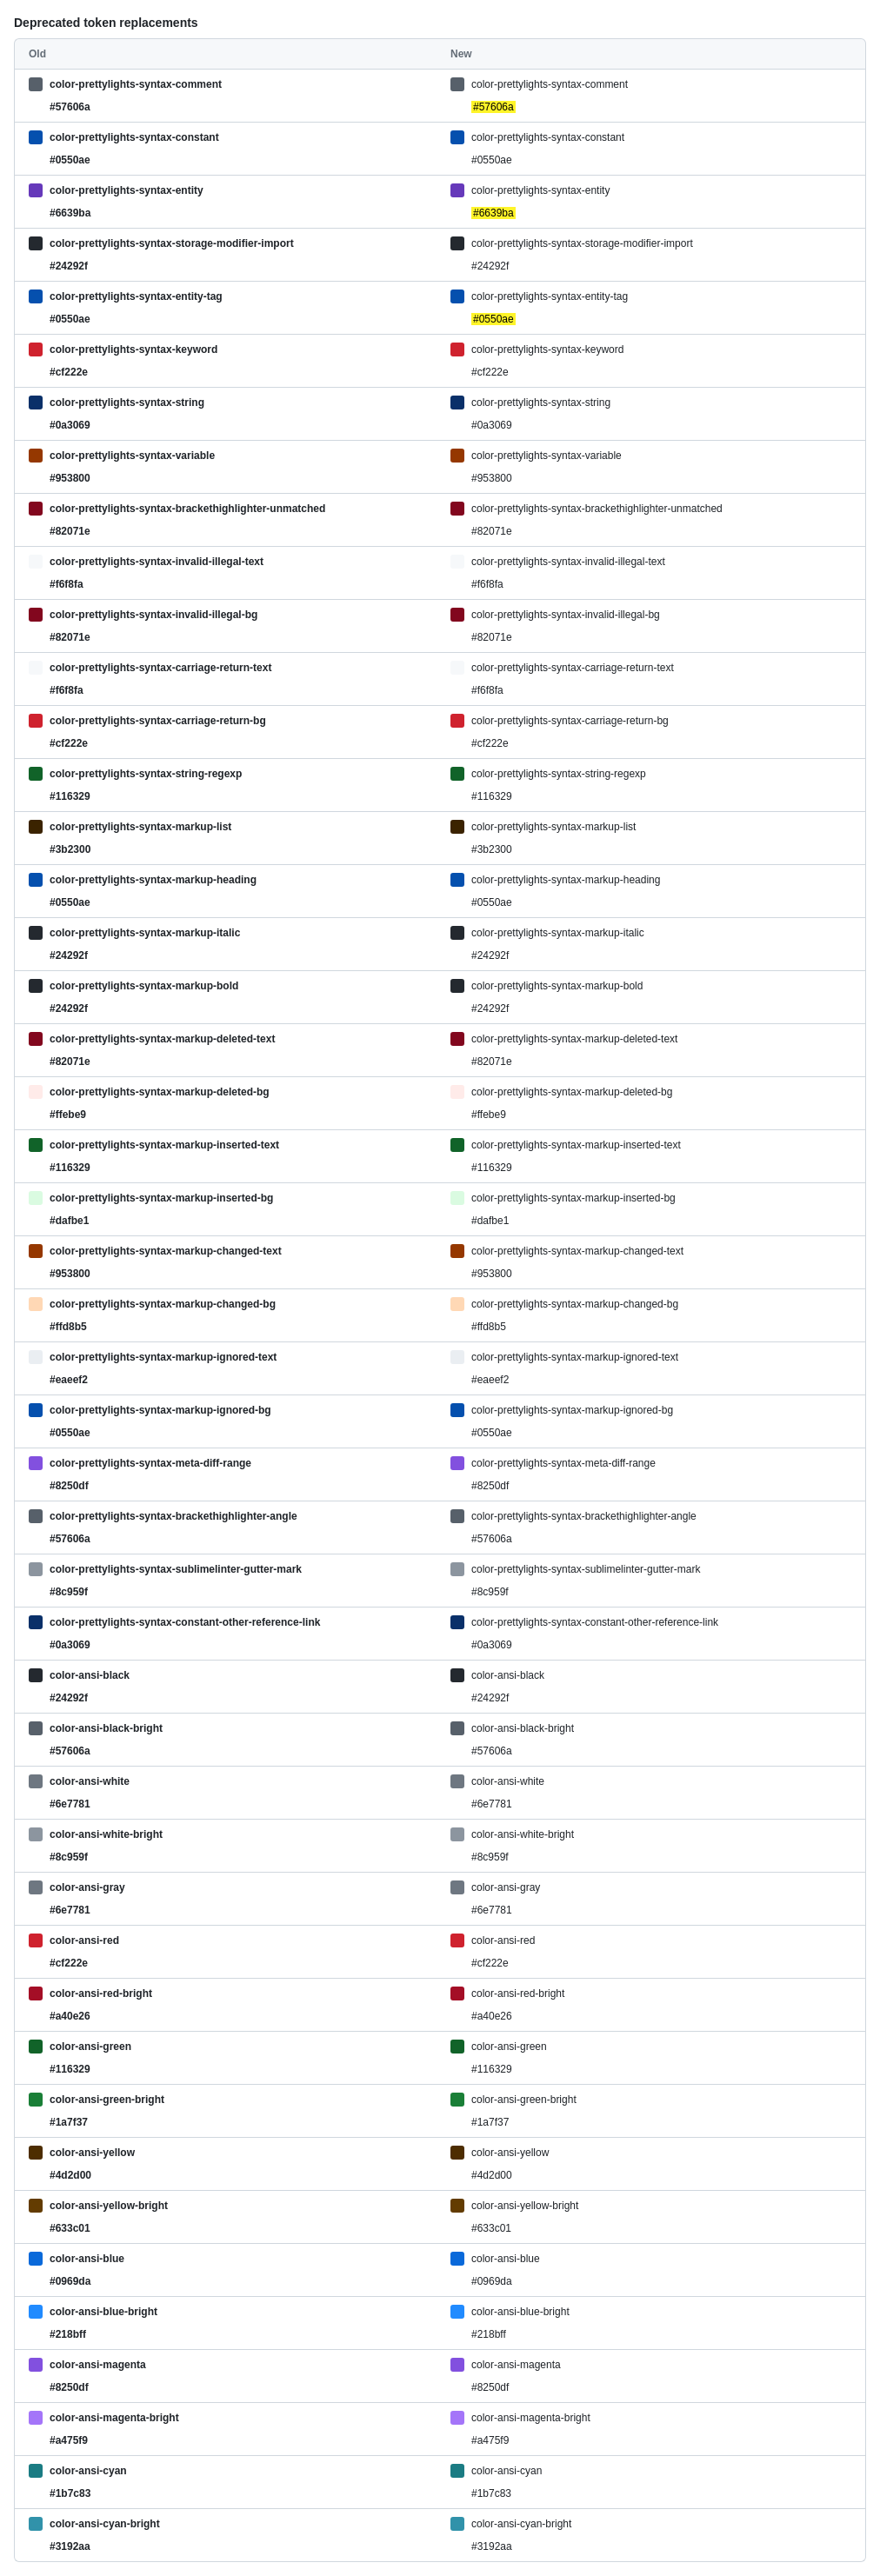 Deprecated token replacements
Old New
color-prettylights-syntax-comment color-prettylights-syntax-comment
#57606a #57606a
color-prettylights-syntax-constant color-prettylights-syntax-constant
#0550ae #0550ae
color-prettylights-syntax-entity color-prettylights-syntax-entity
#6639ba #6639ba
color-prettylights-syntax-storage-modifier-import color-prettylights-syntax-storage-modifier-import
#24292f #24292f
color-prettylights-syntax-entity-tag color-prettylights-syntax-entity-tag
#0550ae #0550ae
color-prettylights-syntax-keyword color-prettylights-syntax-keyword
#cf222e #cf222e
color-prettylights-syntax-string color-prettylights-syntax-string
#0a3069 #0a3069
color-prettylights-syntax-variable color-prettylights-syntax-variable
#953800 #953800
color-prettylights-syntax-brackethighlighter-unmatched color-prettylights-syntax-brackethighlighter-unmatched
#82071e #82071e
color-prettylights-syntax-invalid-illegal-text color-prettylights-syntax-invalid-illegal-text
#f6f8fa #f6f8fa
color-prettylights-syntax-invalid-illegal-bg color-prettylights-syntax-invalid-illegal-bg
#82071e #82071e
color-prettylights-syntax-carriage-return-text color-prettylights-syntax-carriage-return-text
#f6f8fa #f6f8fa
color-prettylights-syntax-carriage-return-bg color-prettylights-syntax-carriage-return-bg
#cf222e #cf222e
color-prettylights-syntax-string-regexp color-prettylights-syntax-string-regexp
#116329 #116329
color-prettylights-syntax-markup-list color-prettylights-syntax-markup-list
#3b2300 #3b2300
color-prettylights-syntax-markup-heading color-prettylights-syntax-markup-heading
#0550ae #0550ae
color-prettylights-syntax-markup-italic color-prettylights-syntax-markup-italic
#24292f #24292f
color-prettylights-syntax-markup-bold color-prettylights-syntax-markup-bold
#24292f #24292f
color-prettylights-syntax-markup-deleted-text color-prettylights-syntax-markup-deleted-text
#82071e #82071e
color-prettylights-syntax-markup-deleted-bg color-prettylights-syntax-markup-deleted-bg
#ffebe9 #ffebe9
color-prettylights-syntax-markup-inserted-text color-prettylights-syntax-markup-inserted-text
#116329 #116329
color-prettylights-syntax-markup-inserted-bg color-prettylights-syntax-markup-inserted-bg
#dafbe1 #dafbe1
color-prettylights-syntax-markup-changed-text color-prettylights-syntax-markup-changed-text
#953800 #953800
color-prettylights-syntax-markup-changed-bg color-prettylights-syntax-markup-changed-bg
#ffd8b5 #ffd8b5
color-prettylights-syntax-markup-ignored-text color-prettylights-syntax-markup-ignored-text
#eaeef2 #eaeef2
color-prettylights-syntax-markup-ignored-bg color-prettylights-syntax-markup-ignored-bg
#0550ae #0550ae
color-prettylights-syntax-meta-diff-range color-prettylights-syntax-meta-diff-range
#8250df #8250df
color-prettylights-syntax-brackethighlighter-angle color-prettylights-syntax-brackethighlighter-angle
#57606a #57606a
color-prettylights-syntax-sublimelinter-gutter-mark color-prettylights-syntax-sublimelinter-gutter-mark
#8c959f #8c959f
color-prettylights-syntax-constant-other-reference-link color-prettylights-syntax-constant-other-reference-link
#0a3069 #0a3069
color-ansi-black color-ansi-black
#24292f #24292f
color-ansi-black-bright color-ansi-black-bright
#57606a #57606a
color-ansi-white color-ansi-white
#6e7781 #6e7781
color-ansi-white-bright color-ansi-white-bright
#8c959f #8c959f
color-ansi-gray color-ansi-gray
#6e7781 #6e7781
color-ansi-red color-ansi-red
#cf222e #cf222e
color-ansi-red-bright color-ansi-red-bright
#a40e26 #a40e26
color-ansi-green color-ansi-green
#116329 #116329
color-ansi-green-bright color-ansi-green-bright
#1a7f37 #1a7f37
color-ansi-yellow color-ansi-yellow
#4d2d00 #4d2d00
color-ansi-yellow-bright color-ansi-yellow-bright
#633c01 #633c01
color-ansi-blue color-ansi-blue
#0969da #0969da
color-ansi-blue-bright color-ansi-blue-bright
#218bff #218bff
color-ansi-magenta color-ansi-magenta
#8250df #8250df
color-ansi-magenta-bright color-ansi-magenta-bright
#a475f9 #a475f9
color-ansi-cyan color-ansi-cyan
#1b7c83 #1b7c83
color-ansi-cyan-bright color-ansi-cyan-bright
#3192aa #3192aa